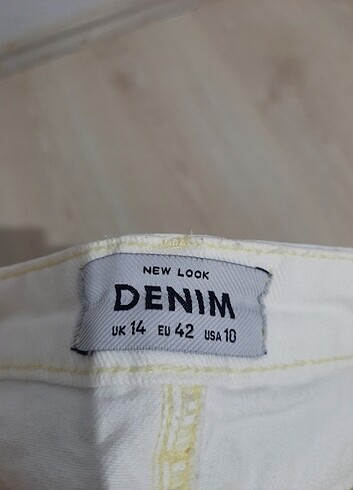 NEW LOOK
DENIM
UK 14 EU 42 USA 10